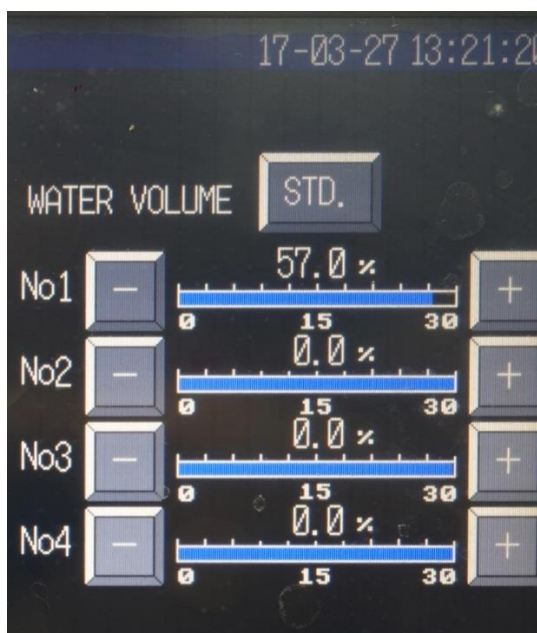 17-03-27 13:21:20
WATER VOLUME STD.
57.0 %
No1 - +
0 15 30
0.0 %
No2 - +
0 15 30
0.0 %
No3 - +
0 15 30
0.0 %
No4 - +
0 15 30